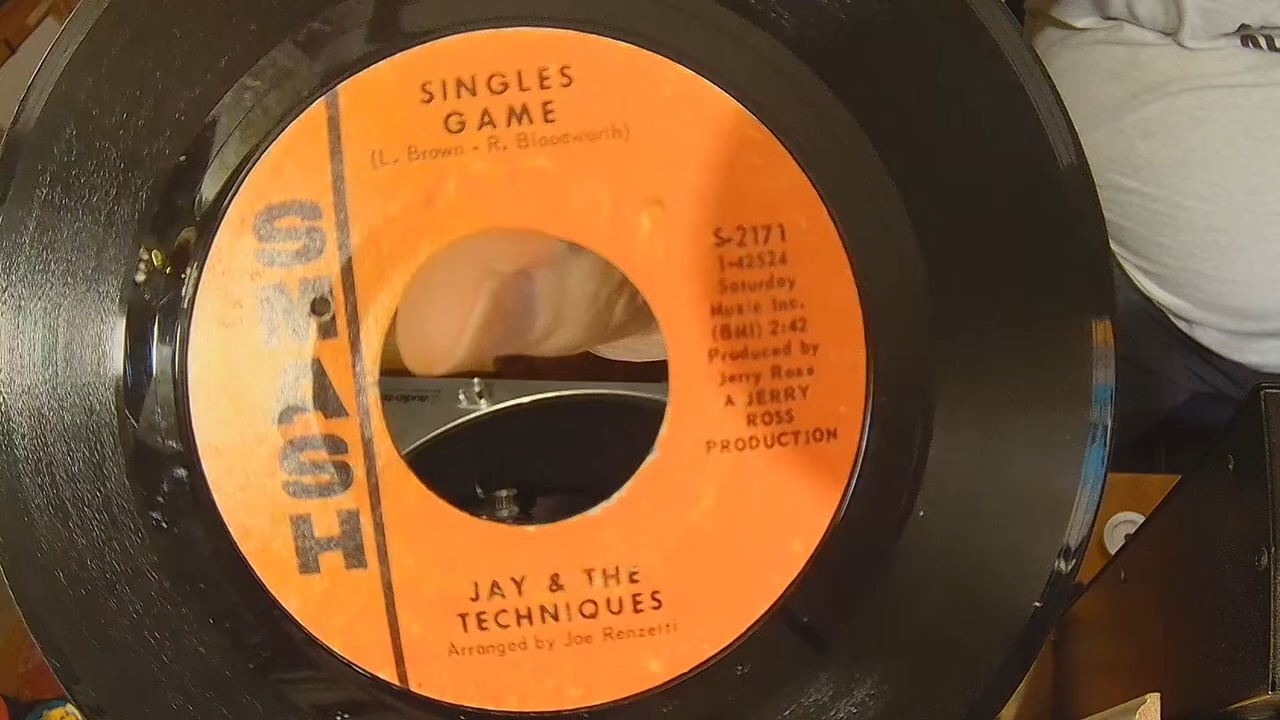 SINGLES
GAME
(L. Brown - R. Bloodworth)
SMASH
S-2171
1-42524
Saturday
Music Inc.
(BMI) 2:42
Produced by
Jerry Ross
A JERRY
ROSS
PRODUCTION
JAY & THE
TECHNIQUES
Arranged by Joe Renzetti